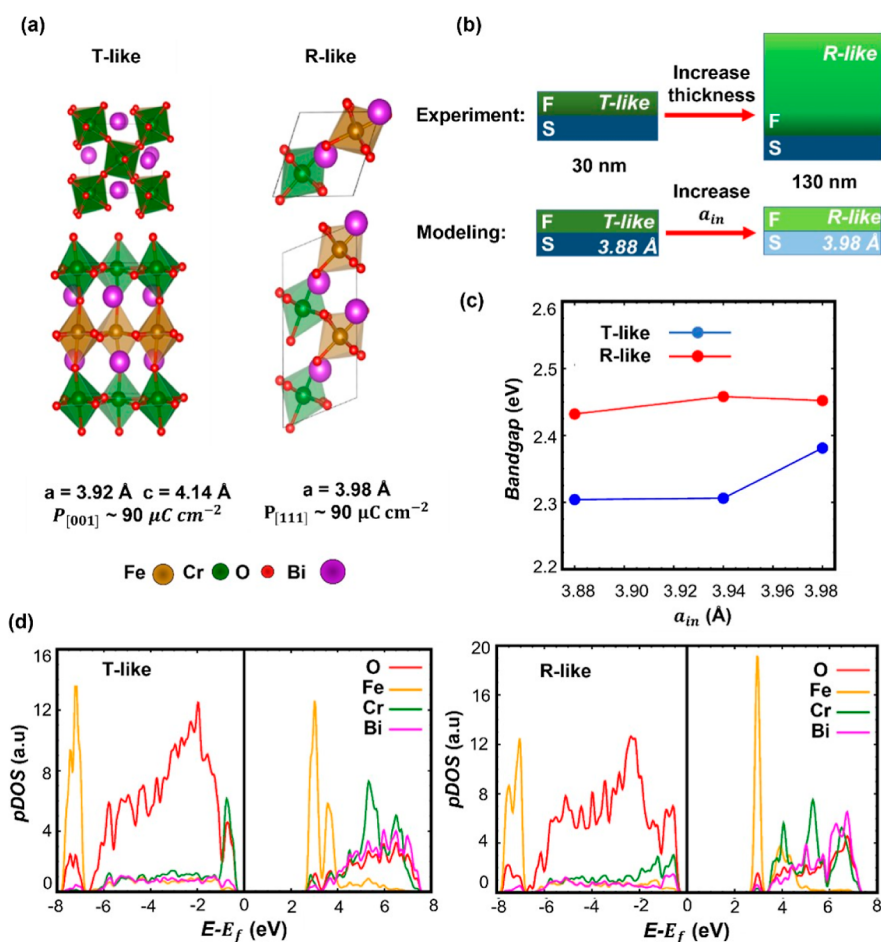 (a)
T-like
R-like
a = 3.92 Å c = 4.14 Å
P[001] ~ 90 μC cm⁻²
a = 3.98 Å
P[111] ~ 90 μC cm⁻²
Fe Cr O Bi
(b)
Experiment:
F T-like
S
30 nm
Increase
thickness
R-like
F
S
130 nm
Modeling:
F T-like
S 3.88 Å
Increase
a_in
F R-like
S 3.98 Å
(c)
Bandgap (eV)
2.6
2.5
2.4
2.3
2.2
T-like
R-like
3.88 3.90 3.92 3.94 3.96 3.98
a_in (Å)
(d)
pDOS (a.u)
16
12
8
4
0
T-like
O
Fe
Cr
Bi
-8 -6 -4 -2 0 2 4 6 8
E-E_f (eV)
pDOS (a.u)
20
16
12
8
4
0
R-like
O
Fe
Cr
Bi
-8 -6 -4 -2 0 2 4 6 8
E-E_f (eV)